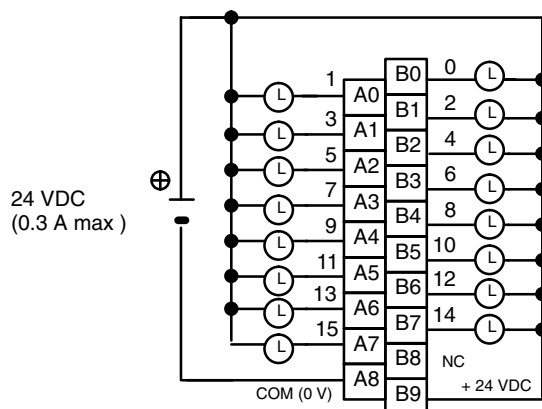 0
L
B0
1
L
A0
2
L
B1
3
L
A1
4
L
B2
5
L
A2
6
L
B3
24 VDC
(0.3 A max )
7
L
A3
8
L
B4
9
L
A4
10
L
B5
11
L
A5
12
L
B6
13
L
A6
14
L
B7
15
L
A7
B8
NC
COM (0 V)
A8
+ 24 VDC
B9